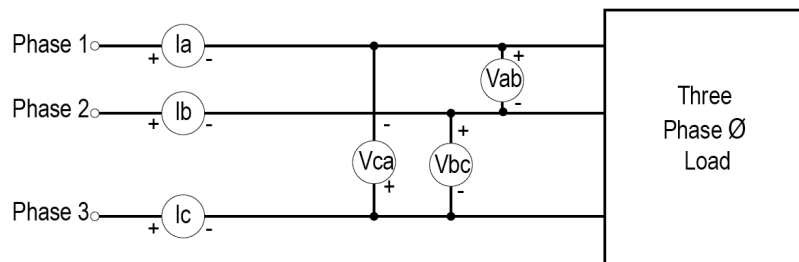 Phase 1
+ Ia -
Vab
+
-
Phase 2
+ Ib -
Three
Phase Ø
Load
-
Vca
+
+
Vbc
-
Phase 3
+ Ic -